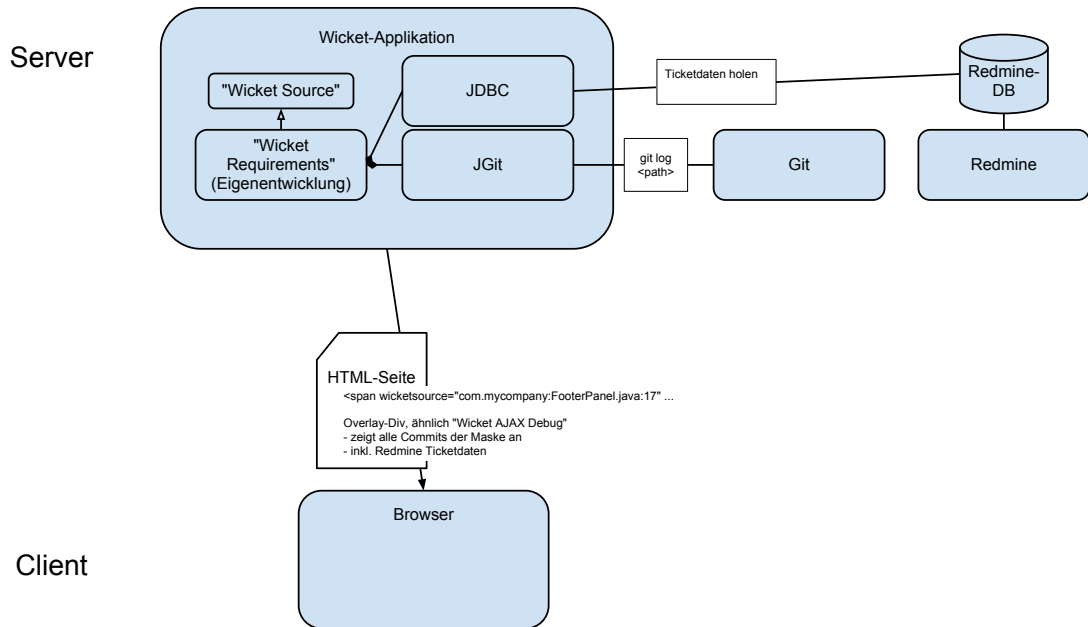 Server
Wicket-Applikation
"Wicket Source"
JDBC
Ticketdaten holen
Redmine-
DB
"Wicket
Requirements"
(Eigenentwicklung)
JGit
git log
<path>
Git
Redmine
HTML-Seite
<span wicketsource="com.mycompany:FooterPanel.java:17" ...
Overlay-Div, ähnlich "Wicket AJAX Debug"
- zeigt alle Commits der Maske an
- inkl. Redmine Ticketdaten
Browser
Client